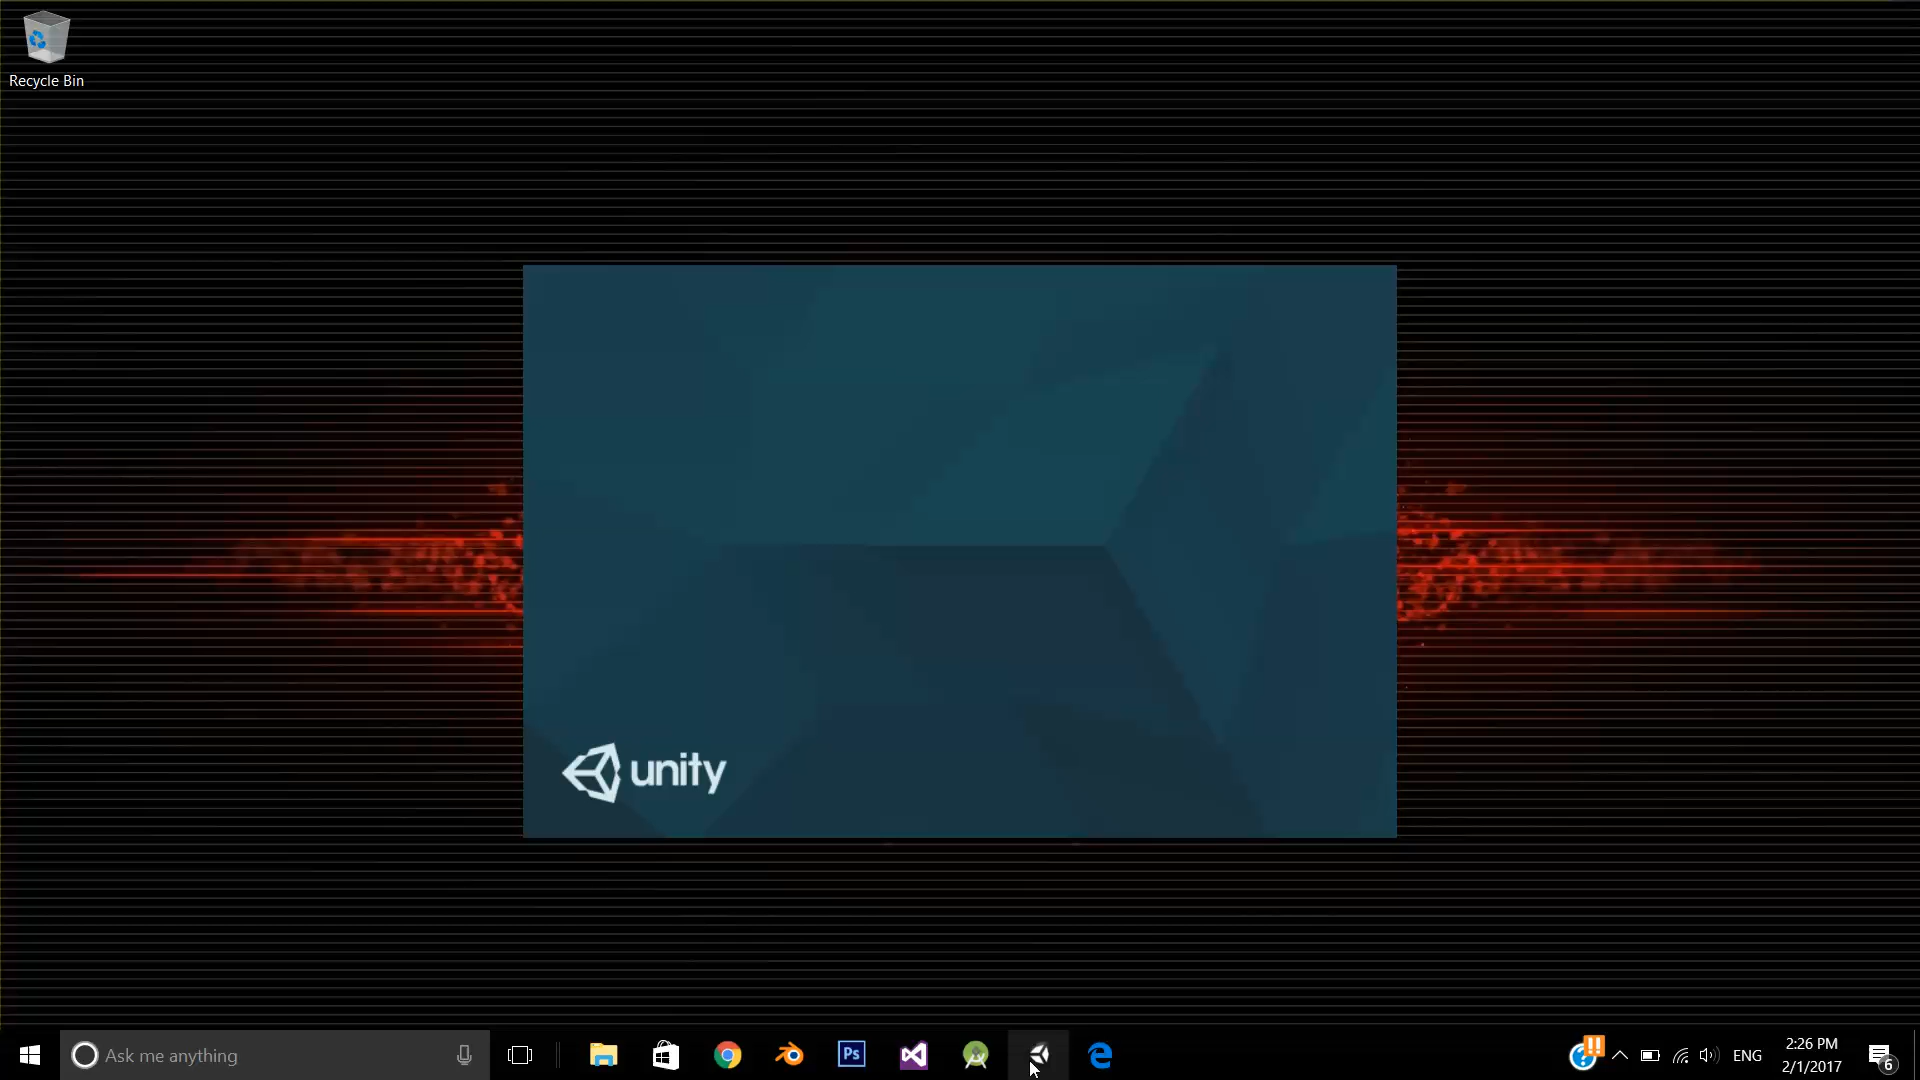 Recycle Bin
unity
Ask me anything
Ps
ENG
2:26 PM
2/1/2017
6